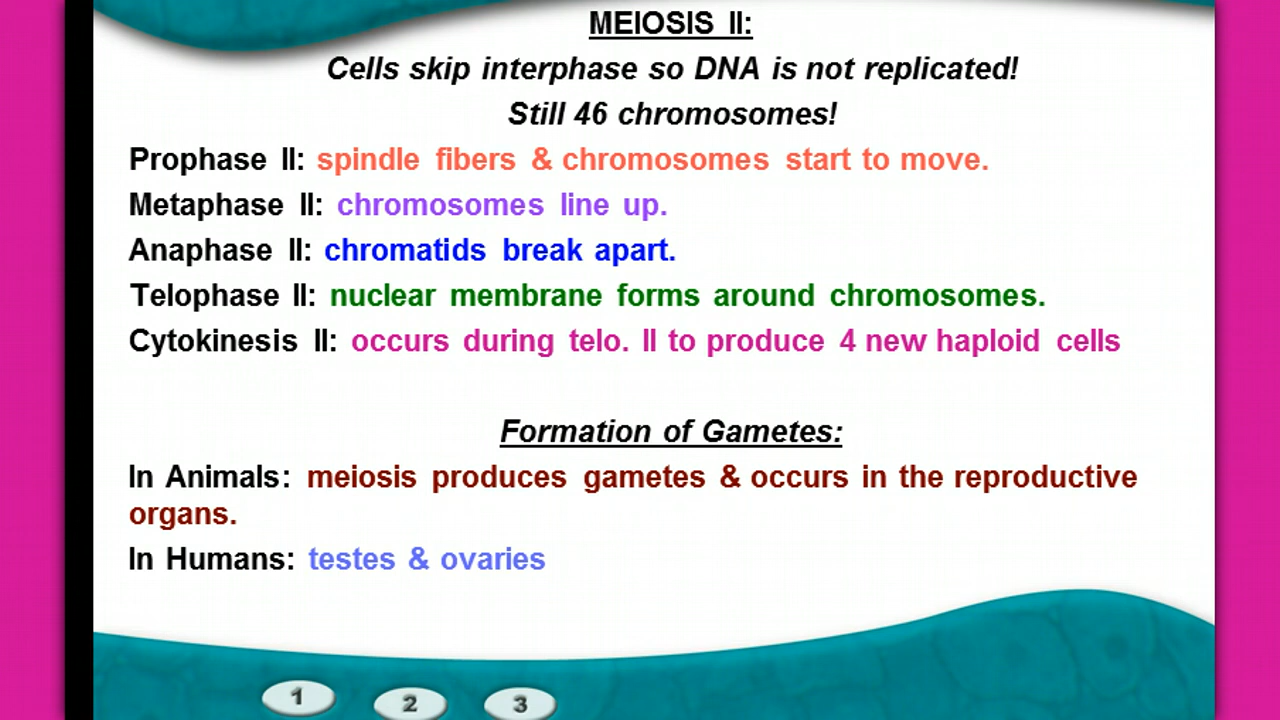 MEIOSIS II:
Cells skip interphase so DNA is not replicated!
Still 46 chromosomes!
Prophase II: spindle fibers & chromosomes start to move.
Metaphase II: chromosomes line up.
Anaphase II: chromatids break apart.
Telophase II: nuclear membrane forms around chromosomes.
Cytokinesis II: occurs during telo. II to produce 4 new haploid cells
Formation of Gametes:
In Animals: meiosis produces gametes & occurs in the reproductive
organs.
In Humans: testes & ovaries
1 2 3